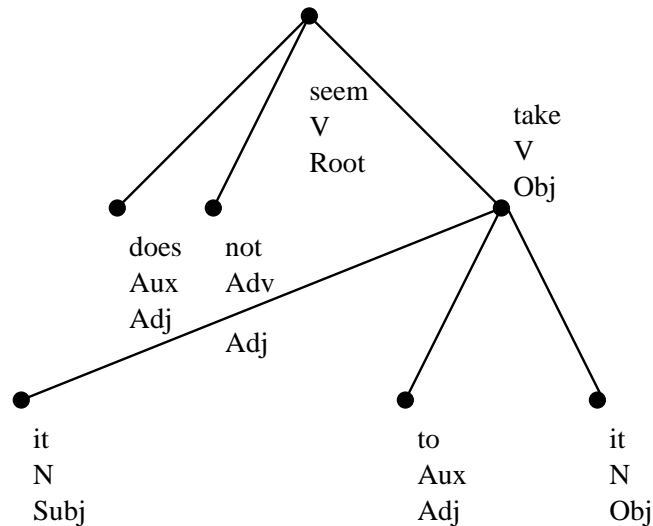 seem
V
Root
take
V
Obj
does
Aux
Adj
not
Adv
Adj
it
N
Subj
to
Aux
Adj
it
N
Obj